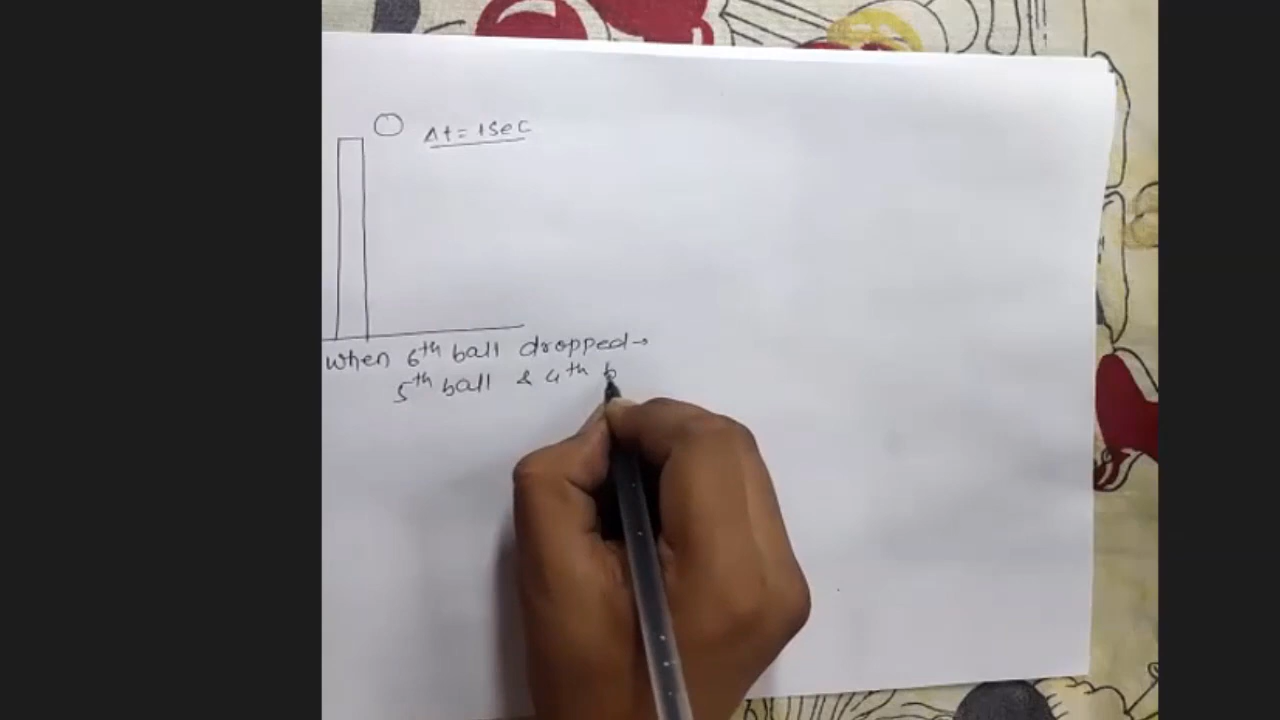 Δt = 1sec
when 6th ball dropped→
5th ball & 4th b